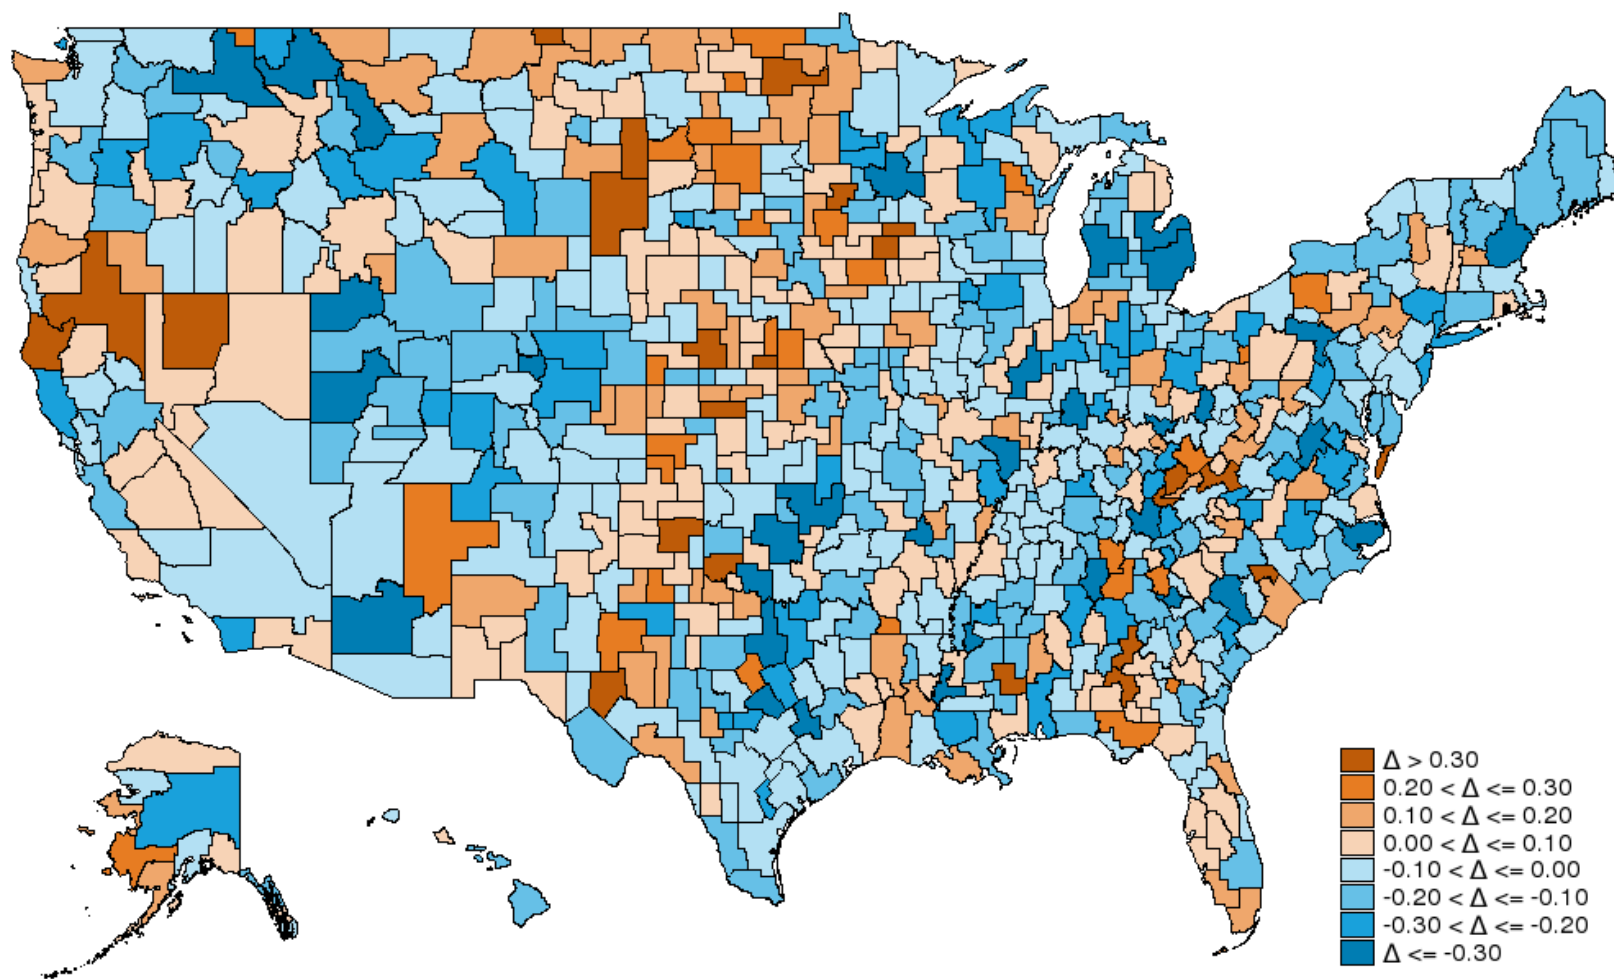 Δ > 0.30
0.20 < Δ <= 0.30
0.10 < Δ <= 0.20
0.00 < Δ <= 0.10
-0.10 < Δ <= 0.00
-0.20 < Δ <= -0.10
-0.30 < Δ <= -0.20
Δ <= -0.30